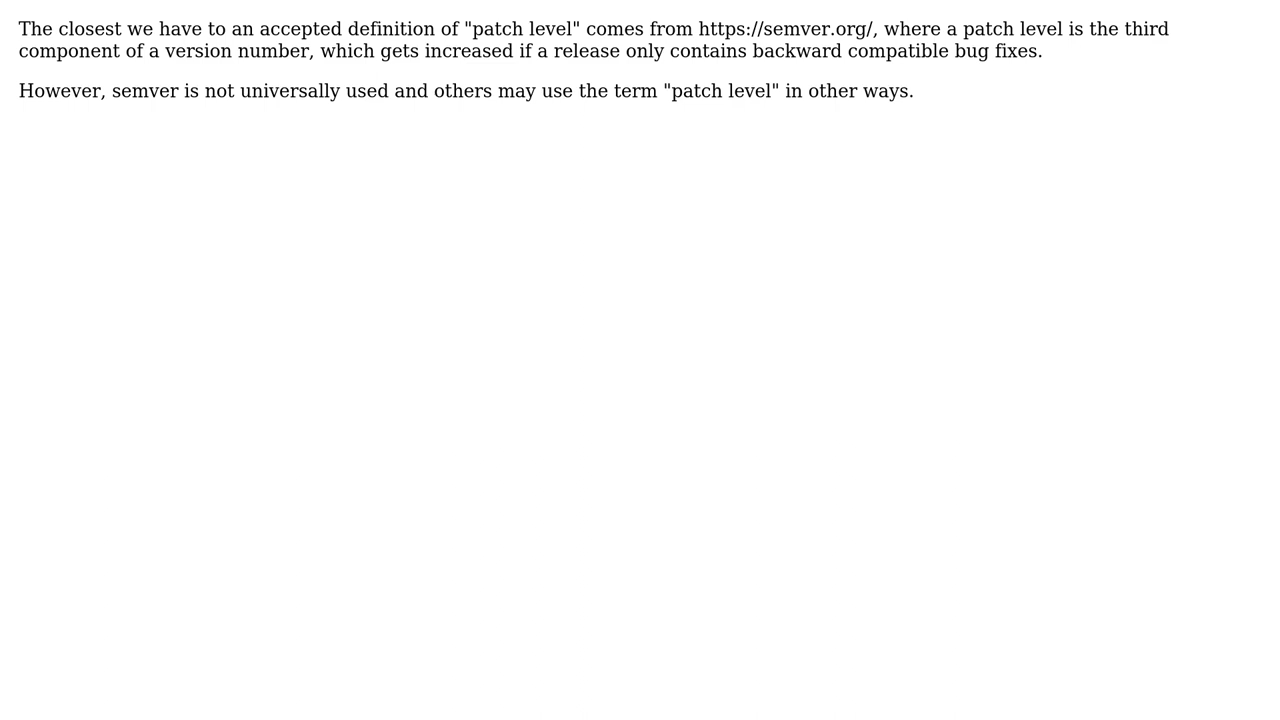 The closest we have to an accepted definition of "patch level" comes from https://semver.org/, where a patch level is the third
component of a version number, which gets increased if a release only contains backward compatible bug fixes.
However, semver is not universally used and others may use the term "patch level" in other ways.